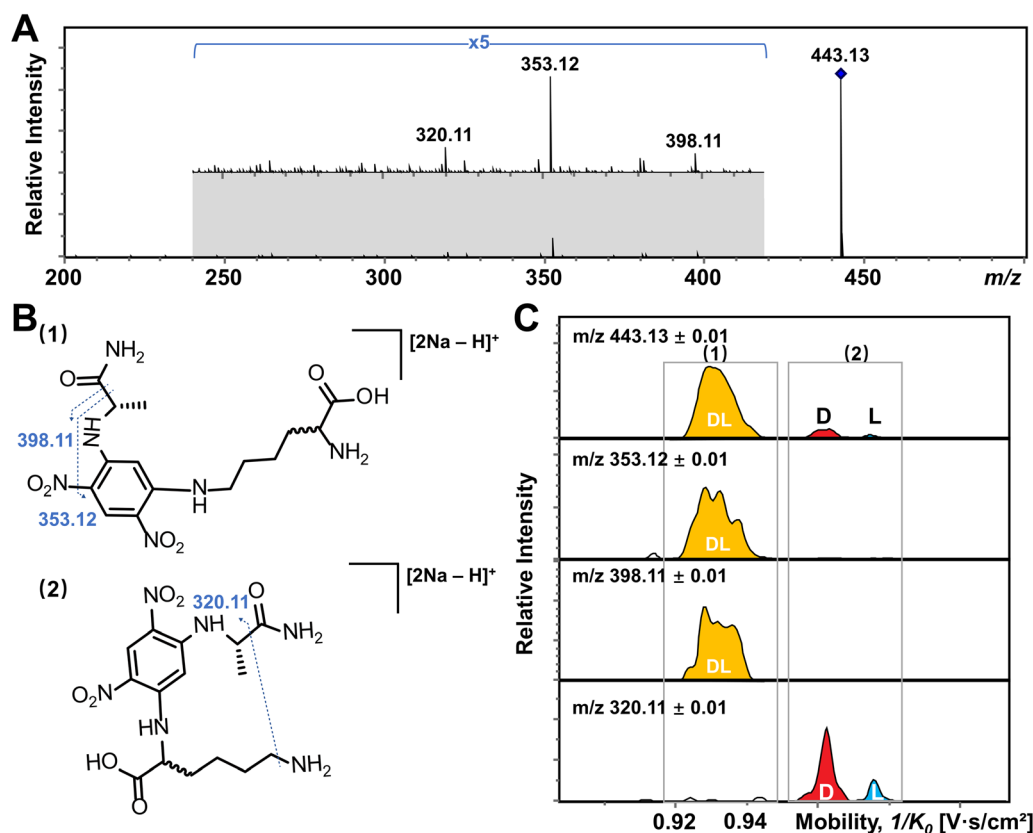 A
Relative Intensity
x5
443.13
353.12
320.11
398.11
200
250
300
350
400
450
m/z
B
(1)
[2Na – H]⁺
NH₂
O
OH
O
NH₂
H
N
398.11
O₂N
N
H
353.12
NO₂
(2)
[2Na – H]⁺
NO₂
320.11
O
NH
NH₂
NO₂
HN
HO
O
NH₂
C
Relative Intensity
m/z 443.13 ± 0.01
(1)
(2)
DL
D
L
m/z 353.12 ± 0.01
DL
m/z 398.11 ± 0.01
DL
m/z 320.11 ± 0.01
D
L
0.92
0.94
Mobility, 1/K₀ [V·s/cm²]